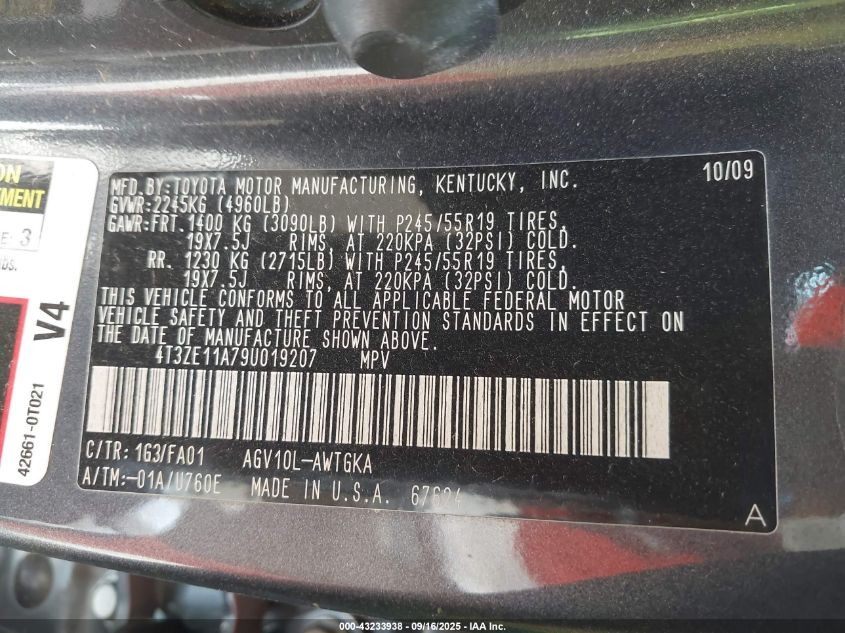 ON
TEMENT
E: 3
DS.
V4
42661-0T021
10/09
MFD.BY:TOYOTA MOTOR MANUFACTURING, KENTUCKY, INC.
GVWR:2245KG (4960LB)
GAWR:FRT.1400 KG (3090LB) WITH P245/55R19 TIRES,
19X7.5J RIMS, AT 220KPA (32PSI) COLD.
RR. 1230 KG (2715LB) WITH P245/55R19 TIRES,
19X7.5J RIMS, AT 220KPA (32PSI) COLD.
THIS VEHICLE CONFORMS TO ALL APPLICABLE FEDERAL MOTOR
VEHICLE SAFETY AND THEFT PREVENTION STANDARDS IN EFFECT ON
THE DATE OF MANUFACTURE SHOWN ABOVE.
4T3ZE11A79U019207 MPV
C/TR: 1G3/FA01 AGV10L-AWTGKA
A/TM:-01A/U760E MADE IN U.S.A.
A
000-43233938 - 09/16/2025 - IAA Inc.